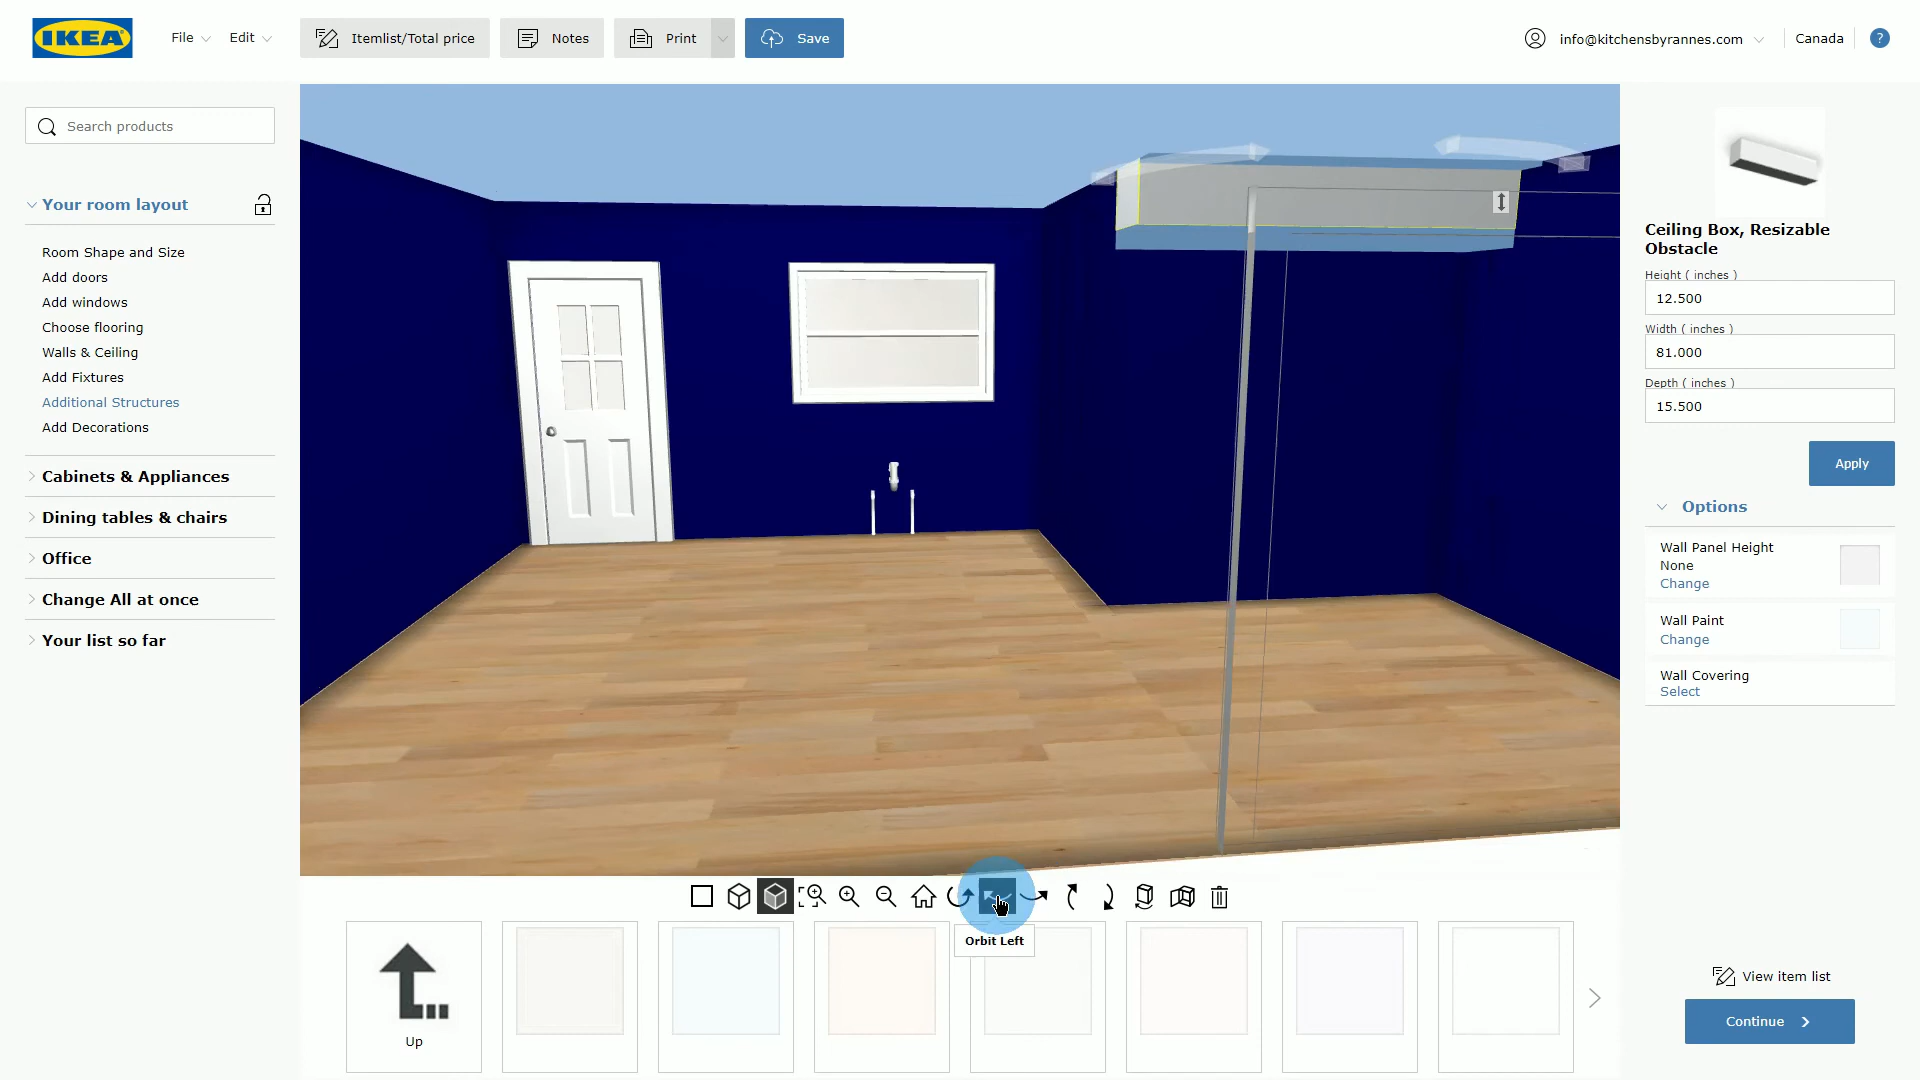 IKEA
File
Edit
Itemlist/Total price
Notes
Print
Save
info@kitchensbyrannes.com
Canada
?
Search products
Your room layout
Room Shape and Size
Add doors
Add windows
Choose flooring
Walls & Ceiling
Add Fixtures
Additional Structures
Add Decorations
Cabinets & Appliances
Dining tables & chairs
Office
Change All at once
Your list so far
Ceiling Box, Resizable
Obstacle
Height ( inches )
12.500
Width ( inches )
81.000
Depth ( inches )
15.500
Apply
Options
Wall Panel Height
None
Change
Wall Paint
Change
Wall Covering
Select
Orbit Left
Up
View item list
Continue